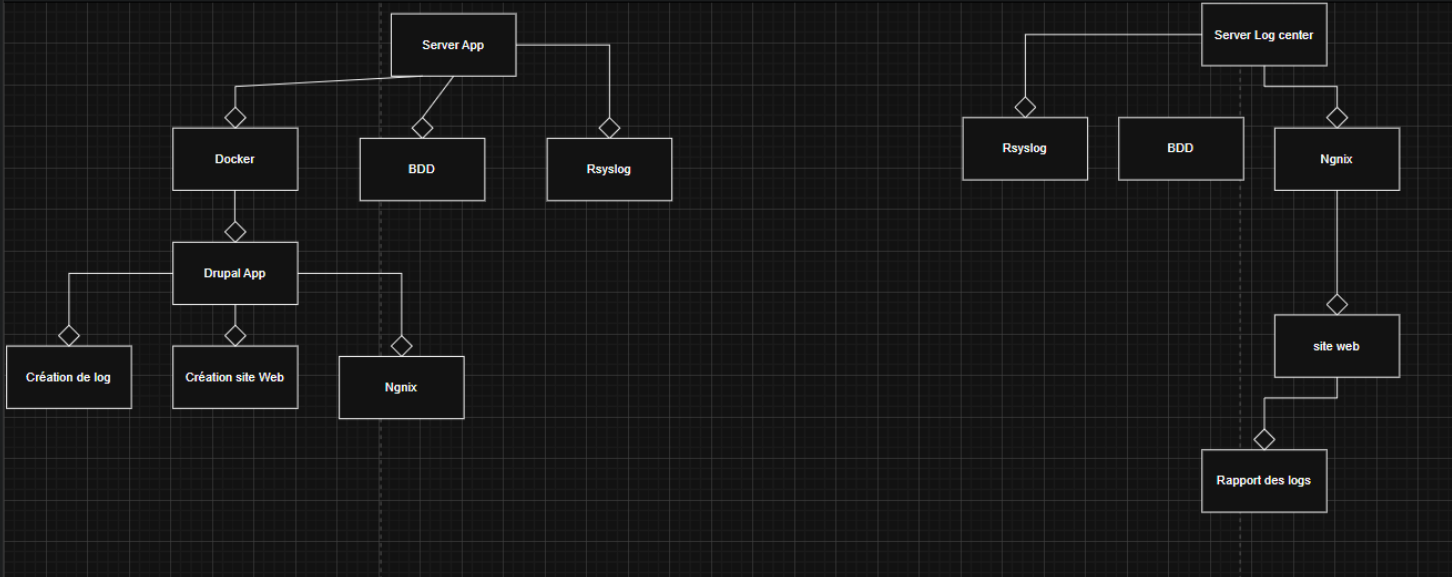 Server App
Server Log center
Docker
BDD
Rsyslog
Rsyslog
BDD
Ngnix
Drupal App
Création de log
Création site Web
Ngnix
site web
Rapport des logs